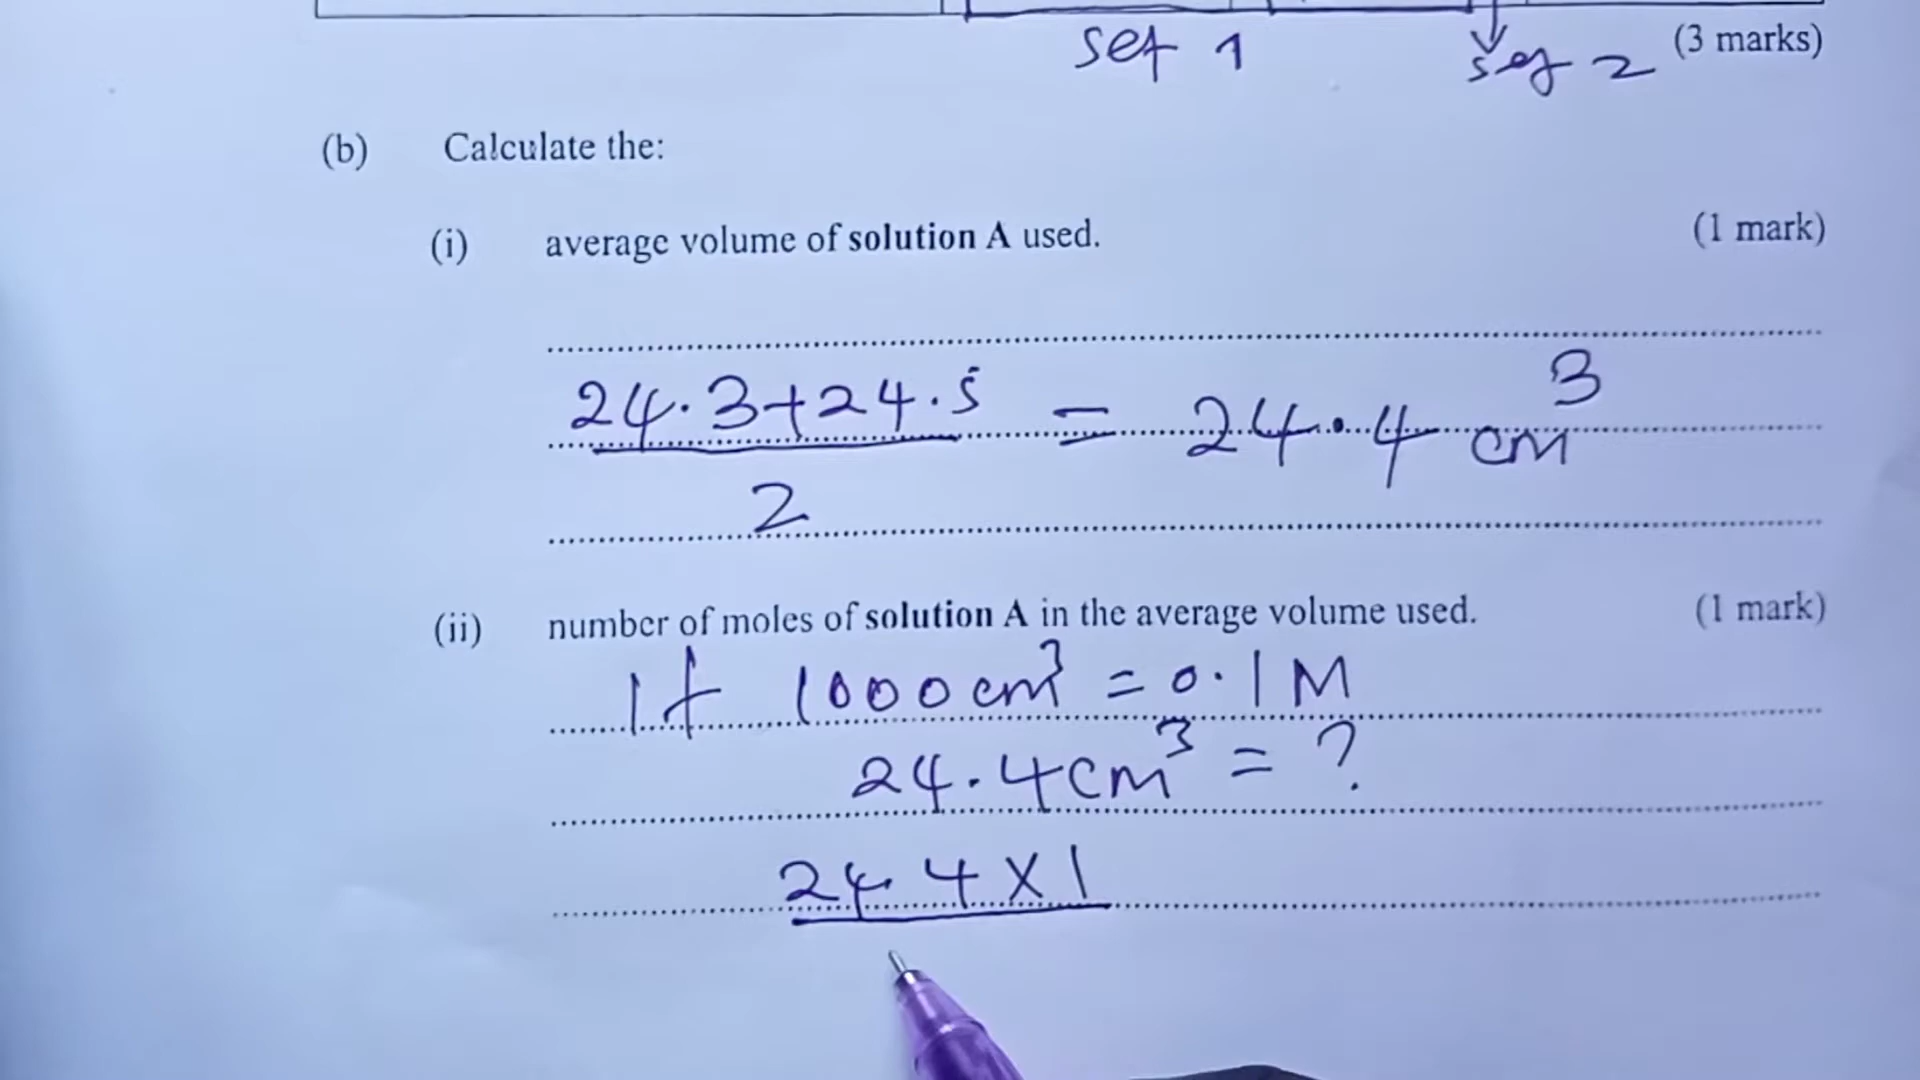 set 1
set 2
(3 marks)
(b) Calculate the:
(i) average volume of solution A used. (1 mark)
24.3+24.5 = 24.4 cm³
2
(ii) number of moles of solution A in the average volume used. (1 mark)
If 1000cm³ = 0.1M
24.4cm³ = ?
24.4X1